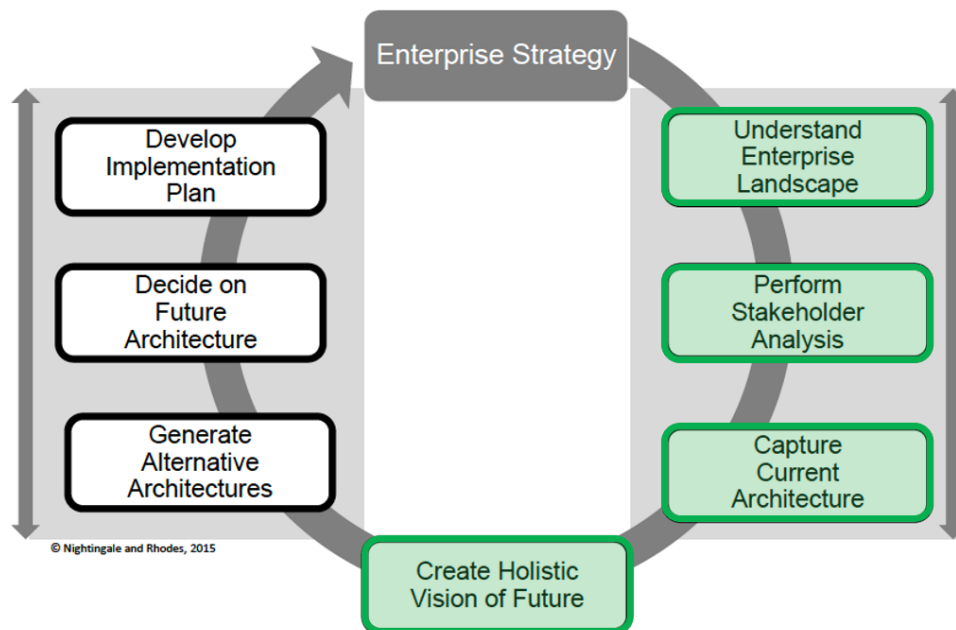 Enterprise Strategy
Understand
Enterprise
Landscape
Perform
Stakeholder
Analysis
Capture
Current
Architecture
Create Holistic
Vision of Future
Generate
Alternative
Architectures
Decide on
Future
Architecture
Develop
Implementation
Plan
© Nightingale and Rhodes, 2015